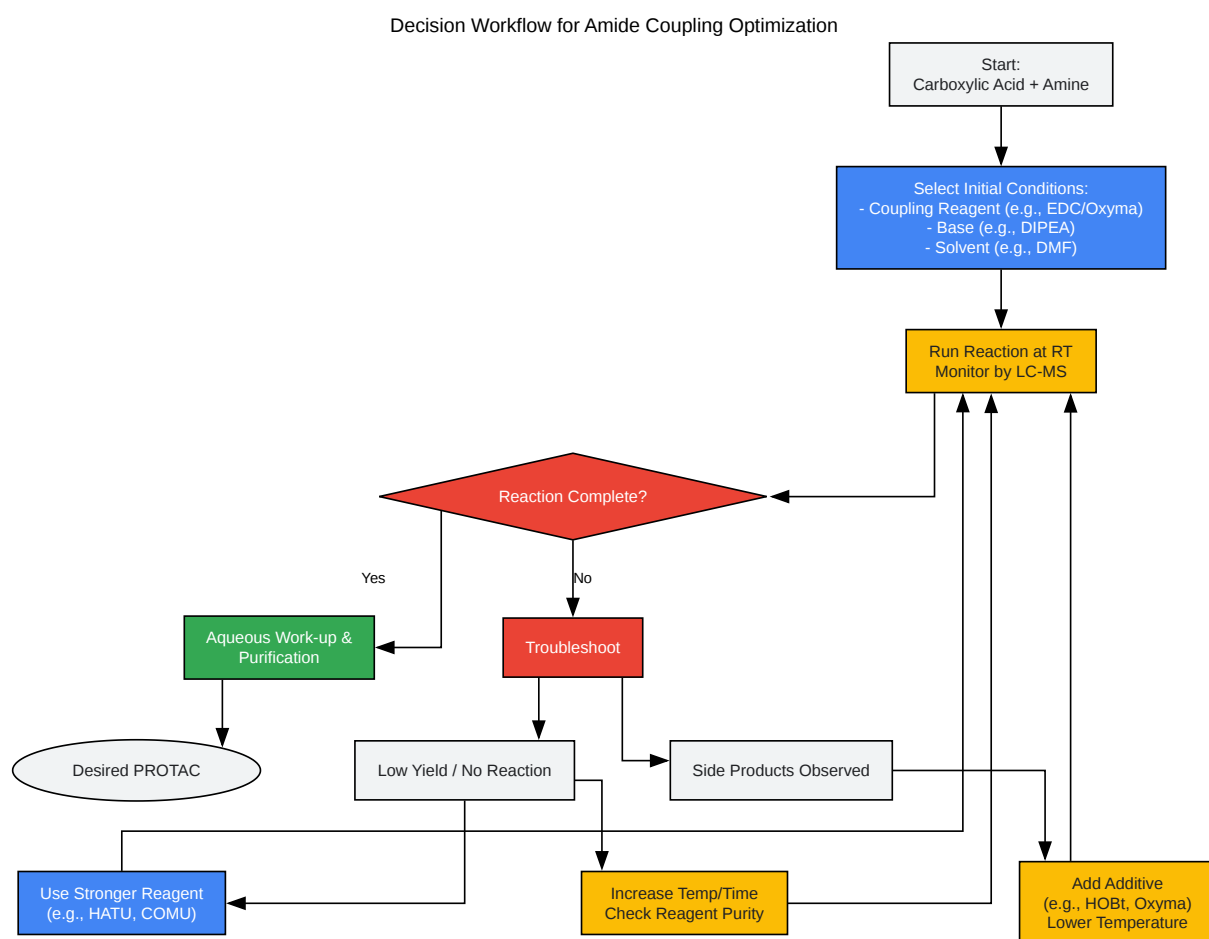 Decision Workflow for Amide Coupling Optimization
Start:
Carboxylic Acid + Amine
Select Initial Conditions:
- Coupling Reagent (e.g., EDC/Oxyma)
- Base (e.g., DIPEA)
- Solvent (e.g., DMF)
Run Reaction at RT
Monitor by LC-MS
Reaction Complete?
Yes
No
Aqueous Work-up &
Purification
Troubleshoot
Desired PROTAC
Low Yield / No Reaction
Side Products Observed
Use Stronger Reagent
(e.g., HATU, COMU)
Increase Temp/Time
Check Reagent Purity
Add Additive
(e.g., HOBt, Oxyma)
Lower Temperature